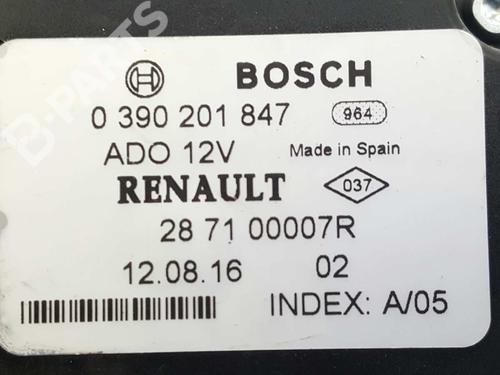 B-PARTS
BOSCH
0 390 201 847 964
ADO 12V Made in Spain
RENAULT 037
28 71 00007R
12.08.16 02
INDEX: A/05